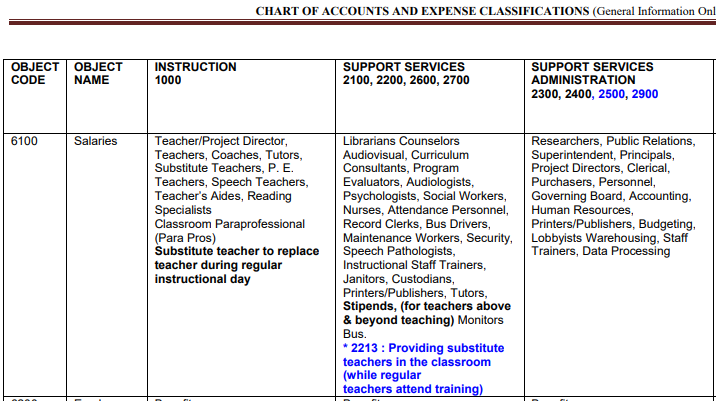 CHART OF ACCOUNTS AND EXPENSE CLASSIFICATIONS (General Information Onl
OBJECT CODE
OBJECT NAME
INSTRUCTION
1000
SUPPORT SERVICES
2100, 2200, 2600, 2700
SUPPORT SERVICES
ADMINISTRATION
2300, 2400, 2500, 2900
6100
Salaries
Teacher/Project Director,
Teachers, Coaches, Tutors,
Substitute Teachers, P. E.
Teachers, Speech Teachers,
Teacher's Aides, Reading
Specialists
Classroom Paraprofessional
(Para Pros)
Substitute teacher to replace
teacher during regular
instructional day
Librarians Counselors
Audiovisual, Curriculum
Consultants, Program
Evaluators, Audiologists,
Psychologists, Social Workers,
Nurses, Attendance Personnel,
Record Clerks, Bus Drivers,
Maintenance Workers, Security,
Speech Pathologists,
Instructional Staff Trainers,
Janitors, Custodians,
Printers/Publishers, Tutors,
Stipends, (for teachers above
& beyond teaching) Monitors
Bus.
* 2213 : Providing substitute
teachers in the classroom
(while regular
teachers attend training)
Researchers, Public Relations,
Superintendent, Principals,
Project Directors, Clerical,
Purchasers, Personnel,
Governing Board, Accounting,
Human Resources,
Printers/Publishers, Budgeting,
Lobbyists Warehousing, Staff
Trainers, Data Processing